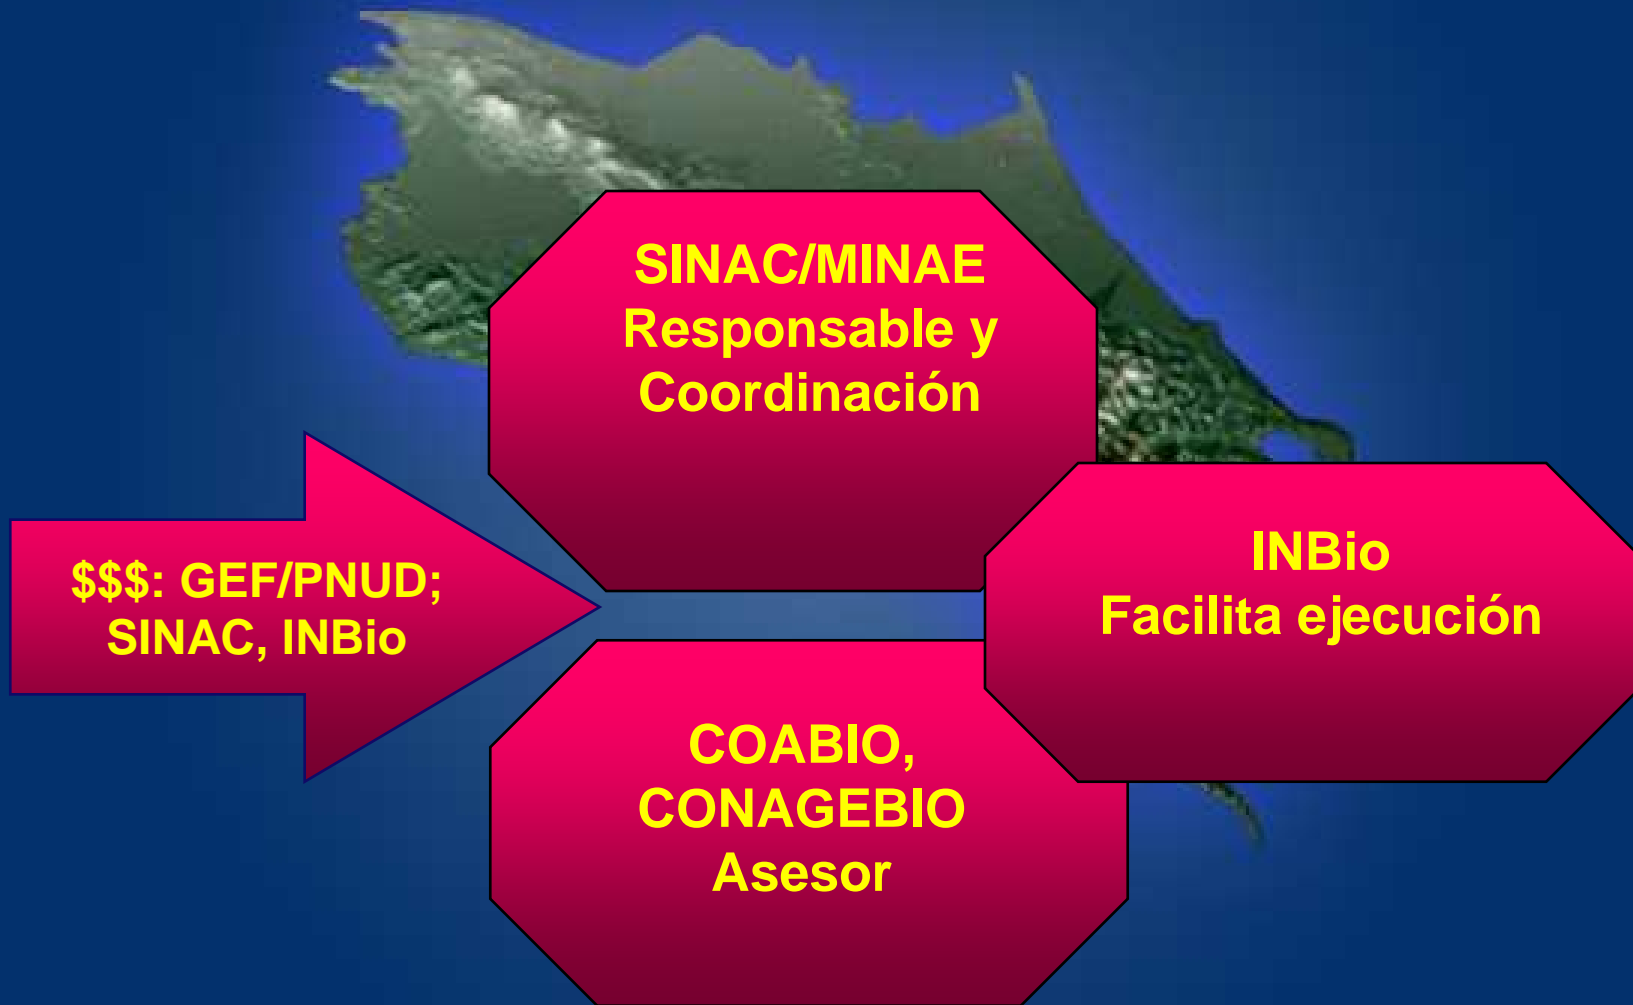 SINAC/MINAE
Responsable y
Coordinación
$$$: GEF/PNUD;
SINAC, INBio
INBio
Facilita ejecución
COABIO,
CONAGEBIO
Asesor